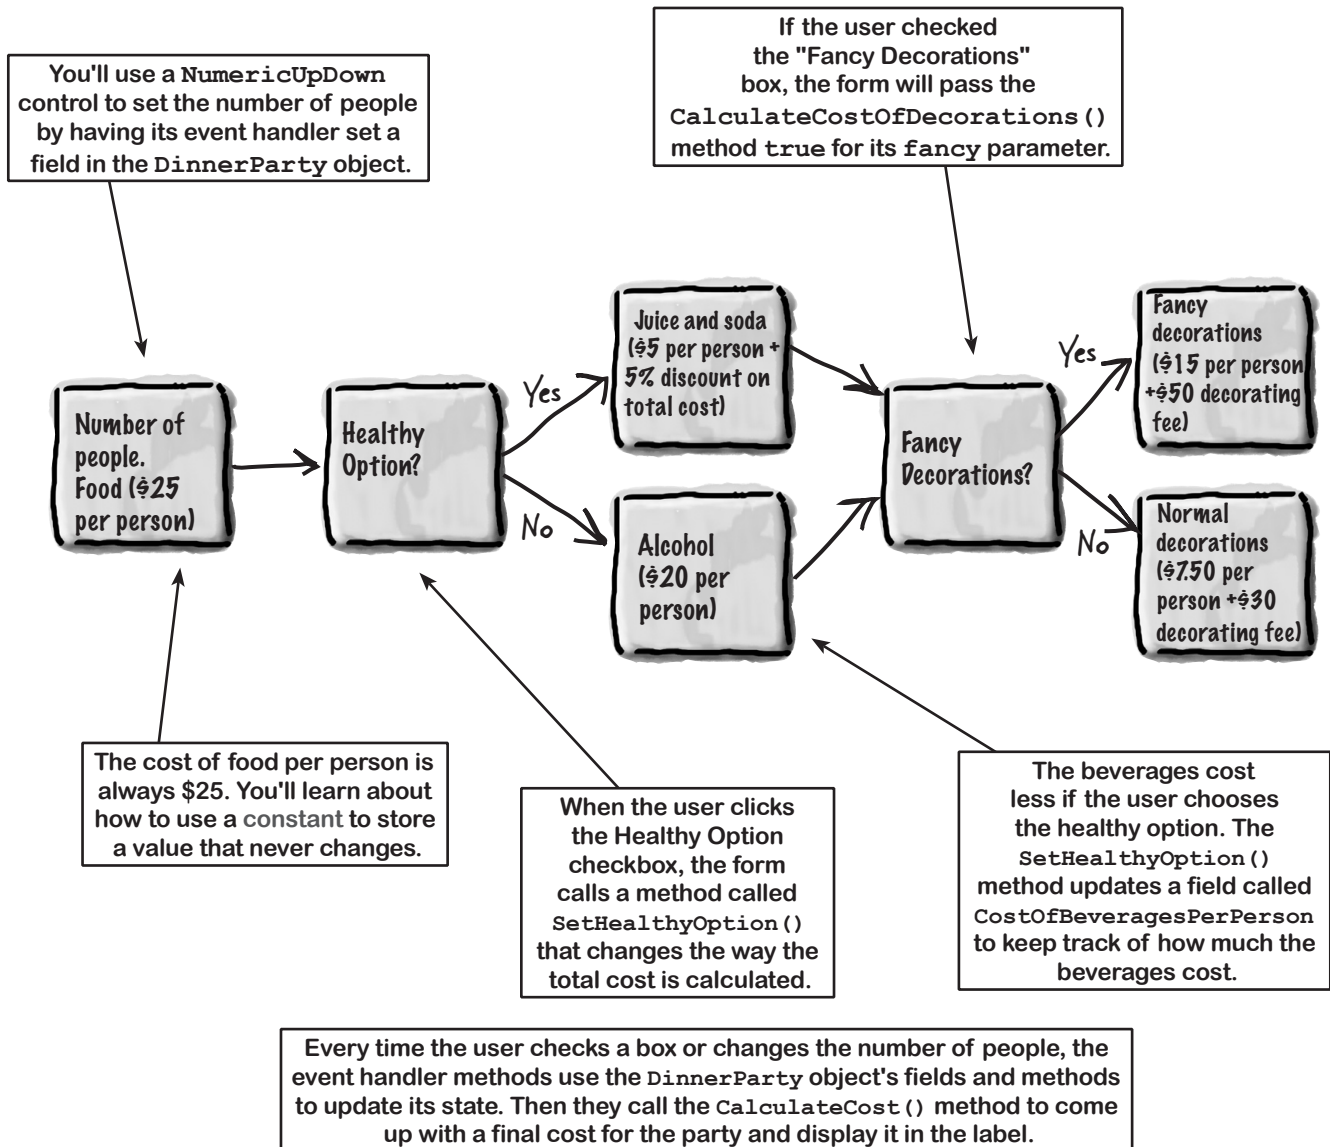 You'll use a NumericUpDown
control to set the number of people
by having its event handler set a
field in the DinnerParty object.
If the user checked
the "Fancy Decorations"
box, the form will pass the
CalculateCostOfDecorations()
method true for its fancy parameter.
Number of
people.
Food ($25
per person)
Healthy
Option?
Yes
No
Juice and soda
($5 per person +
5% discount on
total cost)
Alcohol
($20 per
person)
Fancy
Decorations?
Yes
No
Fancy
decorations
($15 per person
+$50 decorating
fee)
Normal
decorations
($7.50 per
person +$30
decorating fee)
The cost of food per person is
always $25. You'll learn about
how to use a constant to store
a value that never changes.
When the user clicks
the Healthy Option
checkbox, the form
calls a method called
SetHealthyOption()
that changes the way the
total cost is calculated.
The beverages cost
less if the user chooses
the healthy option. The
SetHealthyOption()
method updates a field called
CostOfBeveragesPerPerson
to keep track of how much the
beverages cost.
Every time the user checks a box or changes the number of people, the
event handler methods use the DinnerParty object's fields and methods
to update its state. Then they call the CalculateCost() method to come
up with a final cost for the party and display it in the label.